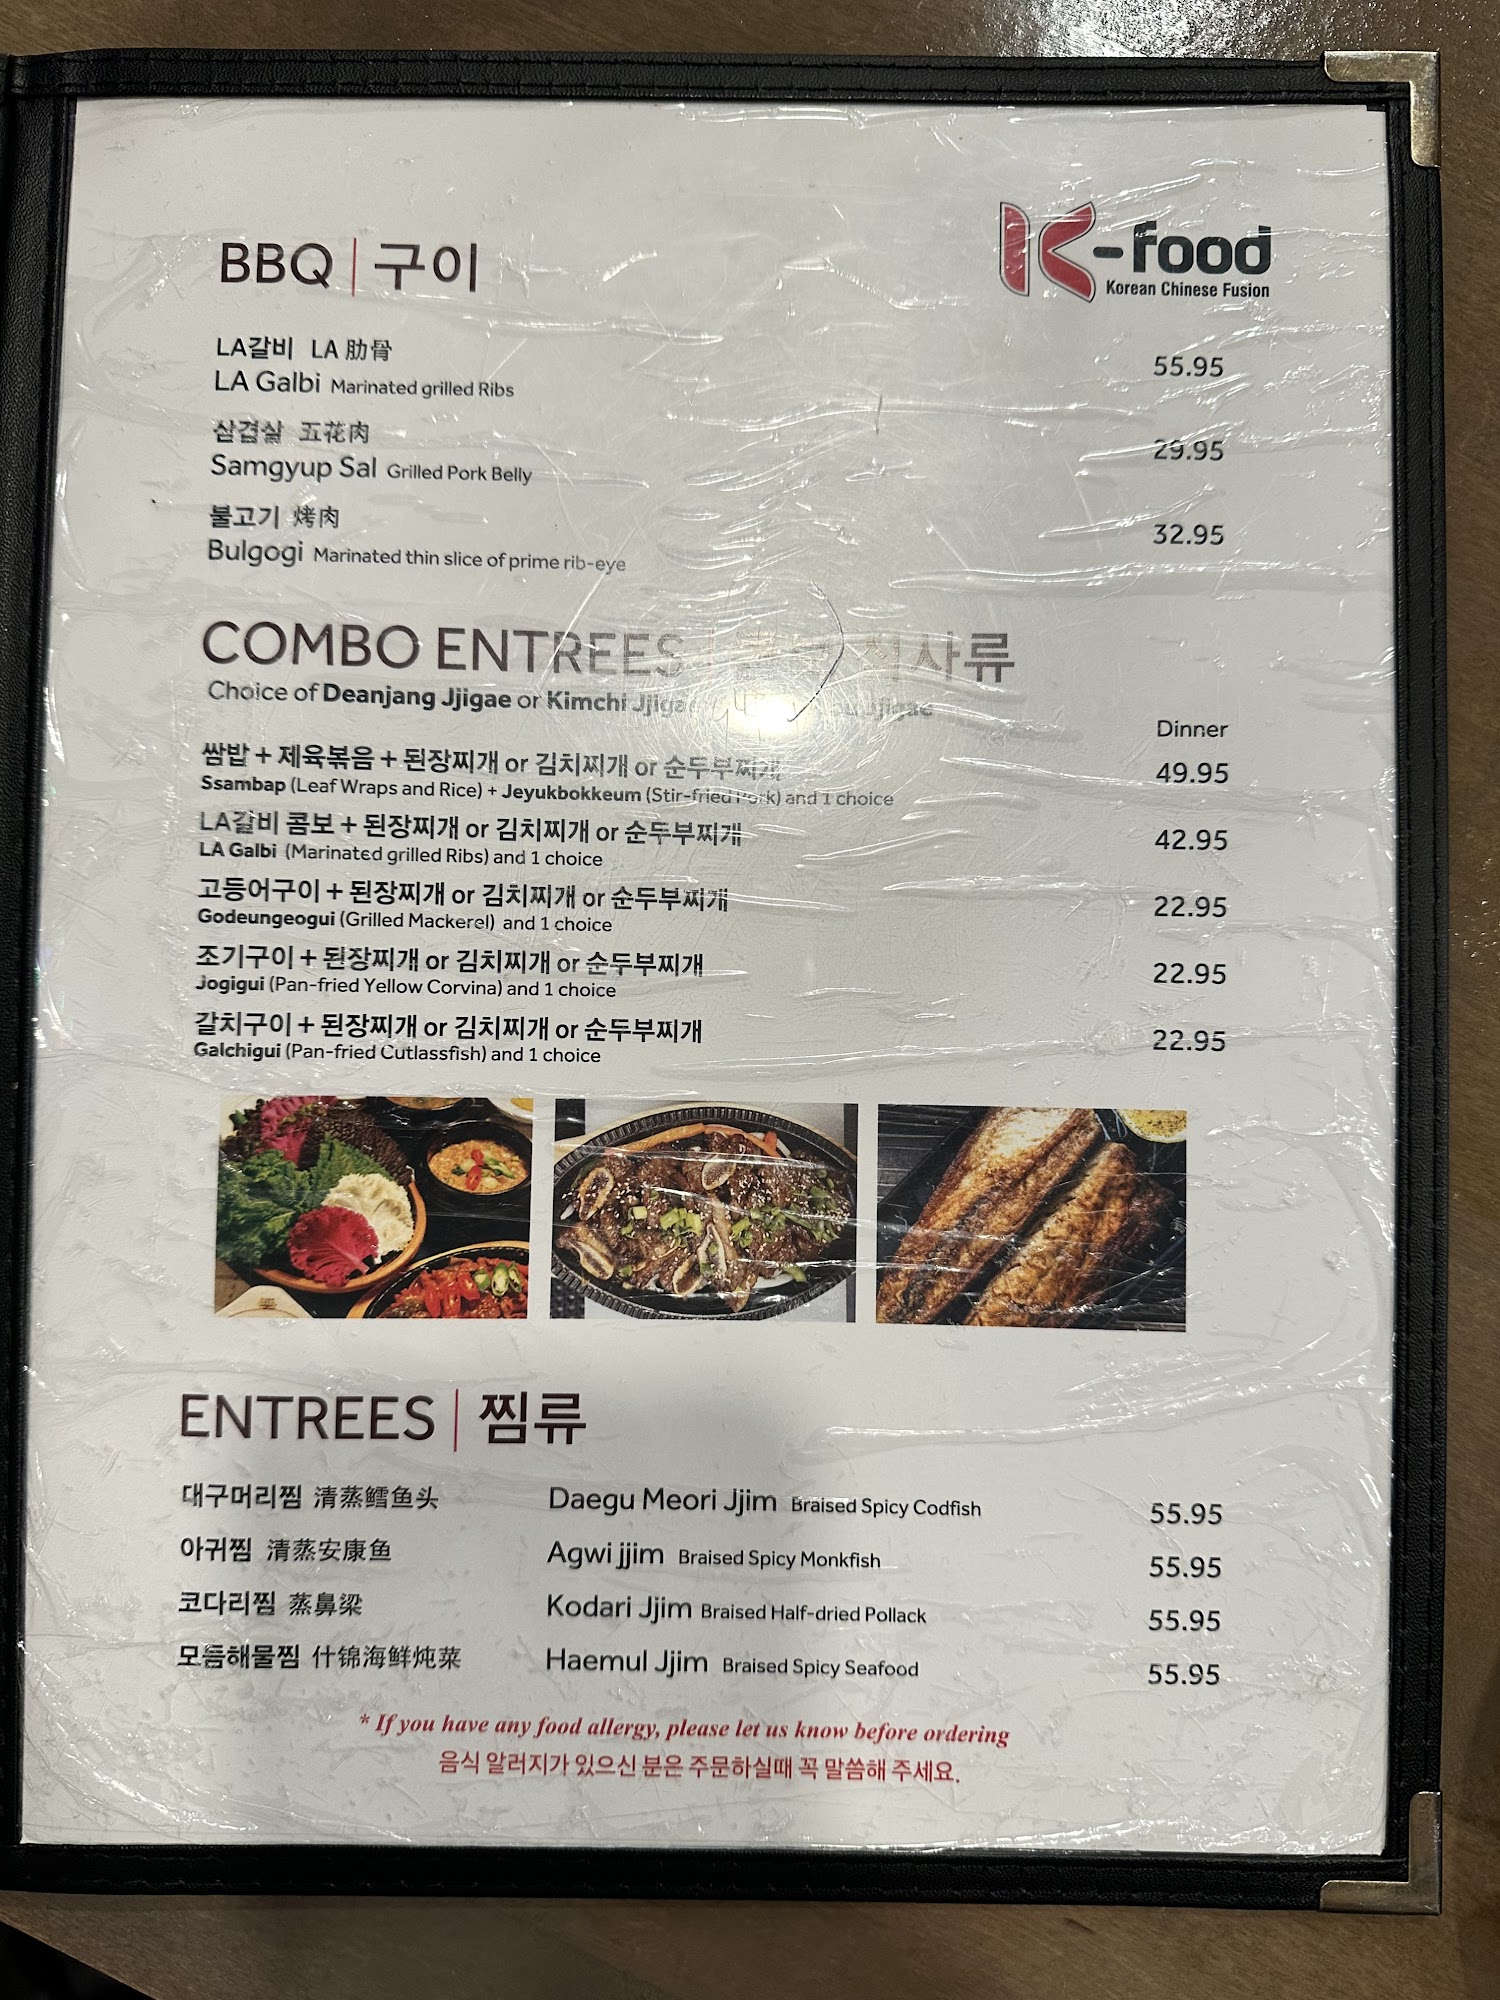 K-food
Korean Chinese Fusion
BBQ | 구이
LA갈비 LA 肋骨
LA Galbi Marinated grilled Ribs 55.95
삼겹살 五花肉
Samgyup Sal Grilled Pork Belly 29.95
불고기 烤肉
Bulgogi Marinated thin slice of prime rib-eye 32.95
COMBO ENTREES | 식사류
Choice of Deanjang Jjigae or Kimchi Jjigae Jjigae
Dinner
쌈밥 + 제육볶음 + 된장찌개 or 김치찌개 or 순두부찌개 49.95
Ssambap (Leaf Wraps and Rice) + Jeyukbokkeum (Stir-fried Pork) and 1 choice
LA갈비 콤보 + 된장찌개 or 김치찌개 or 순두부찌개 42.95
LA Galbi (Marinated grilled Ribs) and 1 choice
고등어구이 + 된장찌개 or 김치찌개 or 순두부찌개 22.95
Godeungeogui (Grilled Mackerel) and 1 choice
조기구이 + 된장찌개 or 김치찌개 or 순두부찌개 22.95
Jogigui (Pan-fried Yellow Corvina) and 1 choice
갈치구이 + 된장찌개 or 김치찌개 or 순두부찌개 22.95
Galchigui (Pan-fried Cutlassfish) and 1 choice
ENTREES | 찜류
대구머리찜 清蒸鳕鱼头 Daegu Meori Jjim Braised Spicy Codfish 55.95
아귀찜 清蒸安康鱼 Agwi jjim Braised Spicy Monkfish 55.95
코다리찜 蒸鼻梁 Kodari Jjim Braised Half-dried Pollack 55.95
모듬해물찜 什锦海鲜炖菜 Haemul Jjim Braised Spicy Seafood 55.95
* If you have any food allergy, please let us know before ordering
음식 알러지가 있으신 분은 주문하실때 꼭 말씀해 주세요.